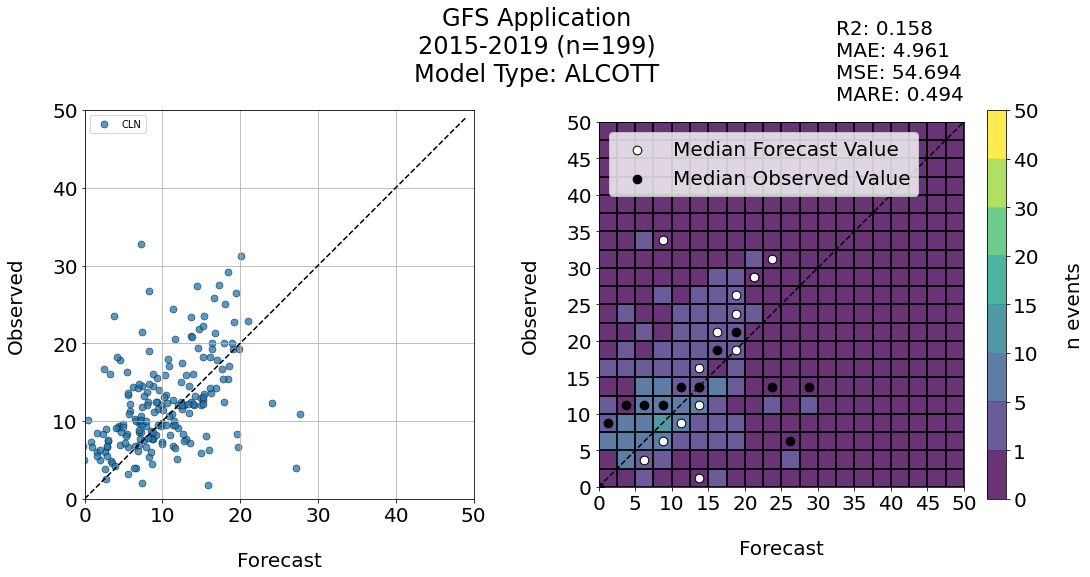 GFS Application
2015-2019 (n=199)
Model Type: ALCOTT
R2: 0.158
MAE: 4.961
MSE: 54.694
MARE: 0.494
CLN
50
40
30
20
10
0
0 10 20 30 40 50
Observed
Forecast
Median Forecast Value
Median Observed Value
50
45
40
35
30
25
20
15
10
5
0
0 5 10 15 20 25 30 35 40 45 50
Observed
Forecast
50
40
30
20
15
10
5
1
0
n events